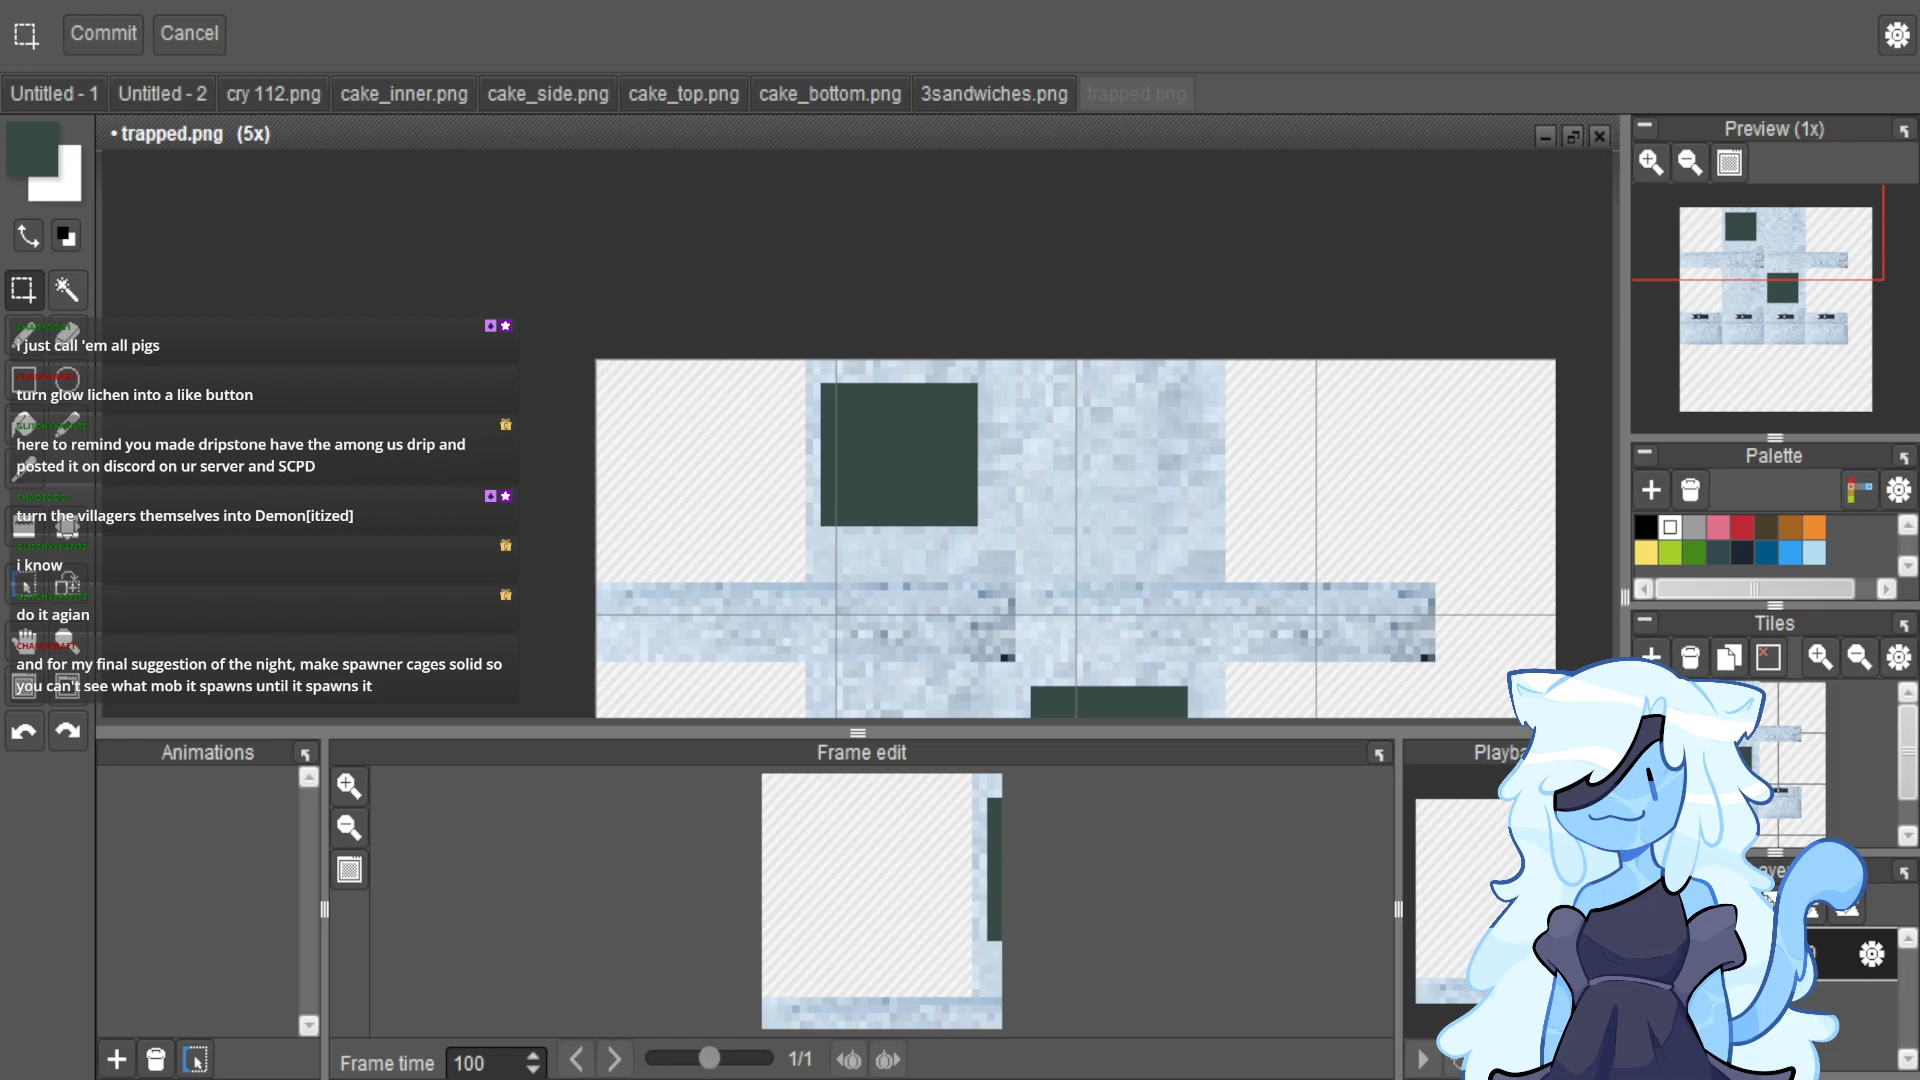 Commit
Cancel
Untitled - 1
Untitled - 2
cry 112.png
cake_inner.png
cake_side.png
cake_top.png
cake_bottom.png
3sandwiches.png
trapped.png
• trapped.png (5x)
Preview (1x)
i just call 'em all pigs
turn glow lichen into a like button
here to remind you made dripstone have the among us drip and
posted it on discord on ur server and SCPD
turn the villagers themselves into Demon[itized]
i know
do it agian
and for my final suggestion of the night, make spawner cages solid so
you can't see what mob it spawns until it spawns it
Palette
Tiles
Animations
Frame edit
Frame time
100
1/1